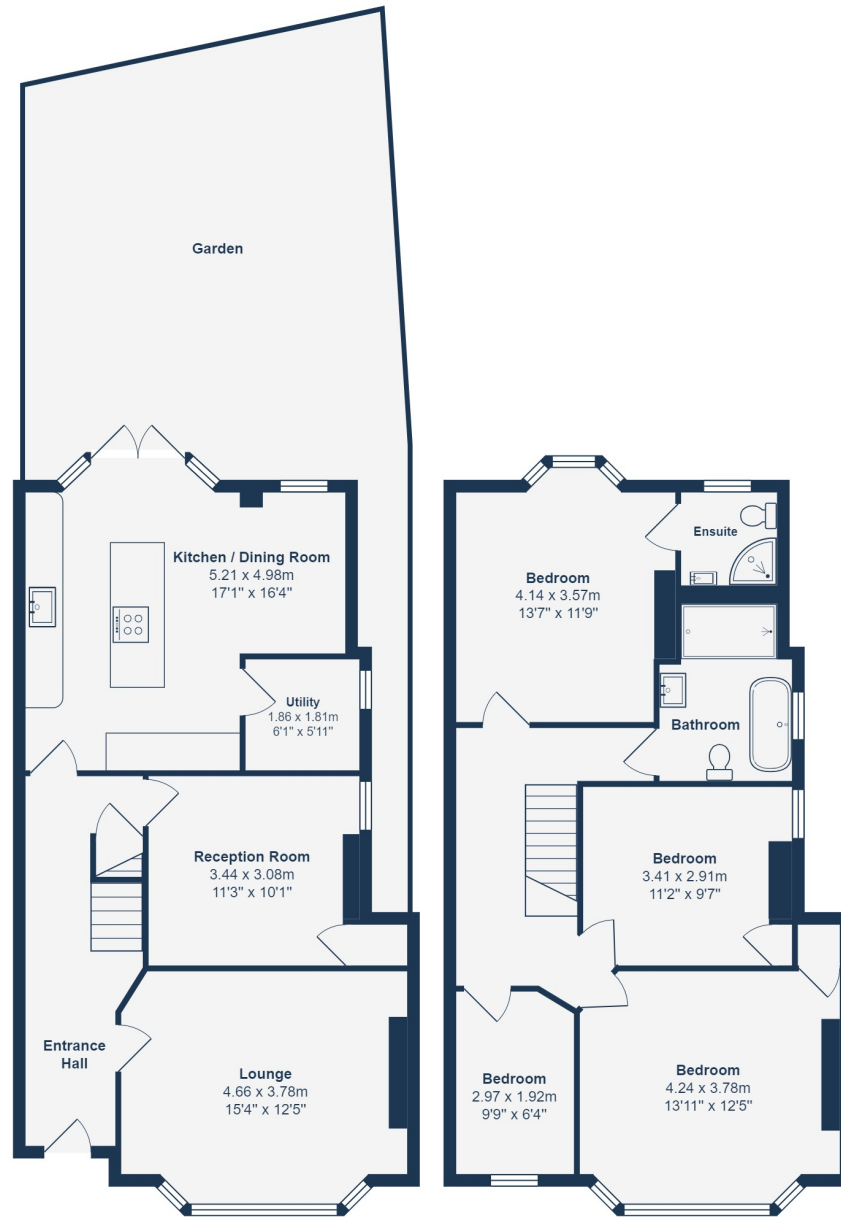 Garden
Kitchen / Dining Room
5.21 x 4.98m
17'1" x 16'4"
Utility
1.86 x 1.81m
6'1" x 5'11"
Reception Room
3.44 x 3.08m
11'3" x 10'1"
Entrance
Hall
Lounge
4.66 x 3.78m
15'4" x 12'5"
Ensuite
Bedroom
4.14 x 3.57m
13'7" x 11'9"
Bathroom
Bedroom
3.41 x 2.91m
11'2" x 9'7"
Bedroom
2.97 x 1.92m
9'9" x 6'4"
Bedroom
4.24 x 3.78m
13'11" x 12'5"